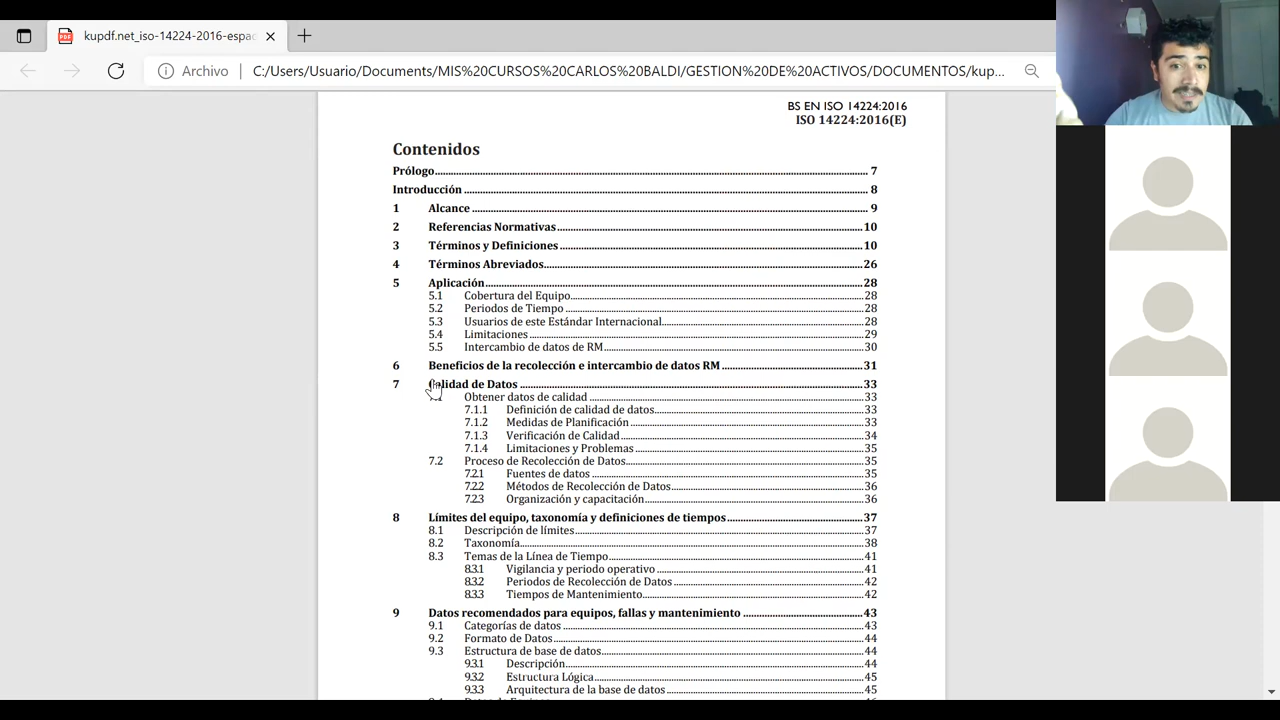 kupdf.net_iso-14224-2016-espac
Archivo
C:/Users/Usuario/Documents/MIS%20CURSOS%20CARLOS%20BALDI/GESTION%20DE%20ACTIVOS/DOCUMENTOS/kup...
BS EN ISO 14224:2016
ISO 14224:2016(E)
Contenidos
Prólogo 7
Introducción 8
1 Alcance 9
2 Referencias Normativas 10
3 Términos y Definiciones 10
4 Términos Abreviados 26
5 Aplicación 28
5.1 Cobertura del Equipo 28
5.2 Periodos de Tiempo 28
5.3 Usuarios de este Estándar Internacional 28
5.4 Limitaciones 29
5.5 Intercambio de datos de RM 30
6 Beneficios de la recolección e intercambio de datos RM 31
7 Calidad de Datos 33
Obtener datos de calidad 33
7.1.1 Definición de calidad de datos 33
7.1.2 Medidas de Planificación 33
7.1.3 Verificación de Calidad 34
7.1.4 Limitaciones y Problemas 35
7.2 Proceso de Recolección de Datos 35
7.2.1 Fuentes de datos 35
7.2.2 Métodos de Recolección de Datos 36
7.2.3 Organización y capacitación 36
8 Límites del equipo, taxonomía y definiciones de tiempos 37
8.1 Descripción de límites 37
8.2 Taxonomía 38
8.3 Temas de la Línea de Tiempo 41
8.3.1 Vigilancia y periodo operativo 41
8.3.2 Periodos de Recolección de Datos 42
8.3.3 Tiempos de Mantenimiento 42
9 Datos recomendados para equipos, fallas y mantenimiento 43
9.1 Categorías de datos 43
9.2 Formato de Datos 44
9.3 Estructura de base de datos 44
9.3.1 Descripción 44
9.3.2 Estructura Lógica 45
9.3.3 Arquitectura de la base de datos 45